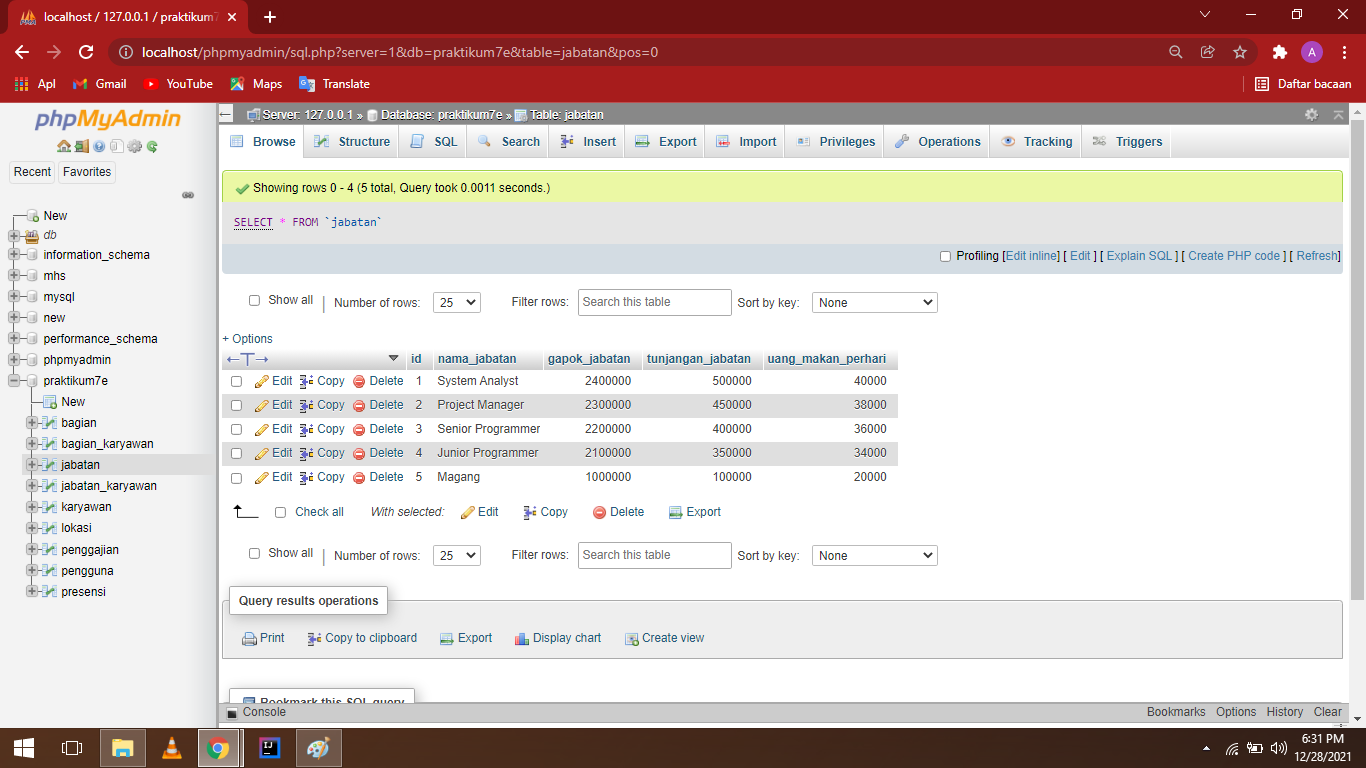 localhost / 127.0.0.1 / praktikum7
localhost/phpmyadmin/sql.php?server=1&db=praktikum7e&table=jabatan&pos=0
A
Apl Gmail YouTube Maps Translate Daftar bacaan
phpMyAdmin
Recent Favorites
New
db
information_schema
mhs
mysql
new
performance_schema
phpmyadmin
praktikum7e
New
bagian
bagian_karyawan
jabatan
jabatan_karyawan
karyawan
lokasi
penggajian
pengguna
presensi
Server: 127.0.0.1 » Database: praktikum7e » Table: jabatan
Browse Structure SQL Search Insert Export Import Privileges Operations Tracking Triggers
Showing rows 0 - 4 (5 total, Query took 0.0011 seconds.)
SELECT * FROM `jabatan`
Profiling [Edit inline] [ Edit ] [ Explain SQL ] [ Create PHP code ] [ Refresh]
Show all | Number of rows: 25 Filter rows: Search this table Sort by key: None
+ Options
←T→ id nama_jabatan gapok_jabatan tunjangan_jabatan uang_makan_perhari
Edit Copy Delete 1 System Analyst 2400000 500000 40000
Edit Copy Delete 2 Project Manager 2300000 450000 38000
Edit Copy Delete 3 Senior Programmer 2200000 400000 36000
Edit Copy Delete 4 Junior Programmer 2100000 350000 34000
Edit Copy Delete 5 Magang 1000000 100000 20000
Check all With selected: Edit Copy Delete Export
Show all | Number of rows: 25 Filter rows: Search this table Sort by key: None
Query results operations
Print Copy to clipboard Export Display chart Create view
Bookmark this SQL query
Console Bookmarks Options History Clear
6:31 PM
12/28/2021